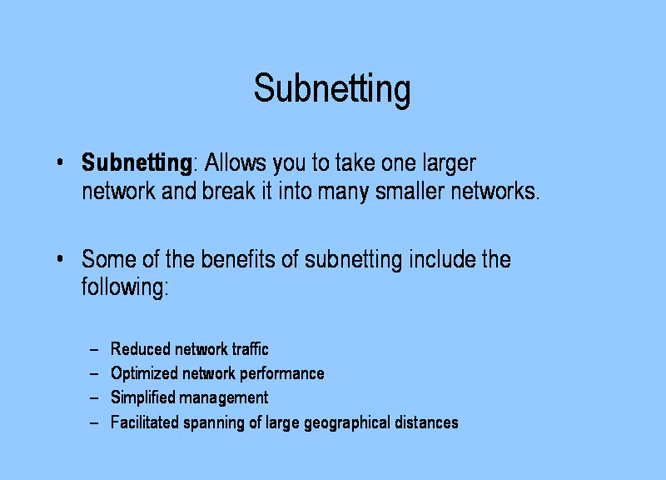 Subnetting
• Subnetting: Allows you to take one larger
network and break it into many smaller networks.
• Some of the benefits of subnetting include the
following:
– Reduced network traffic
– Optimized network performance
– Simplified management
– Facilitated spanning of large geographical distances